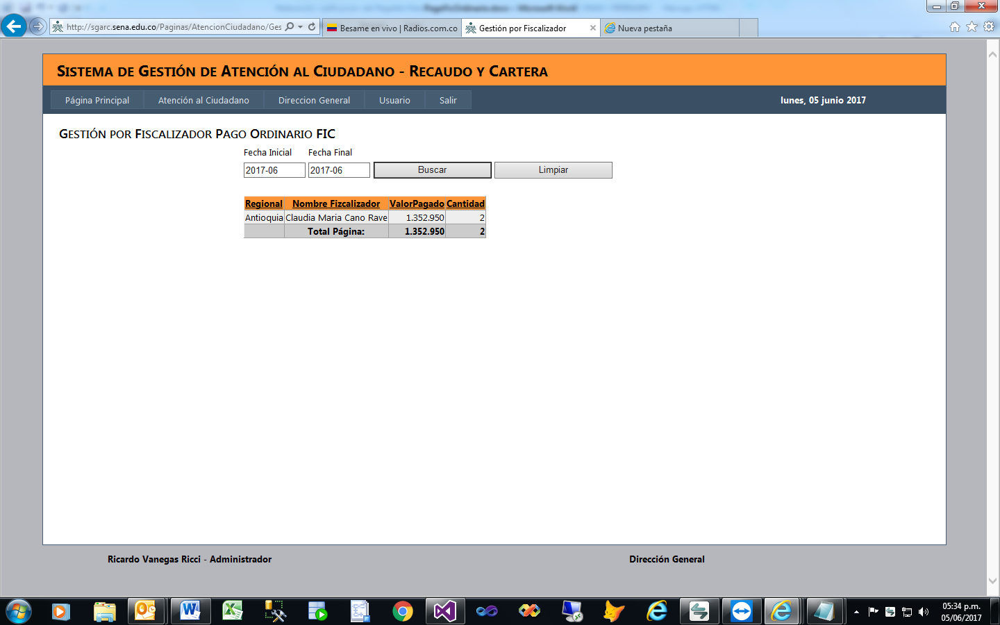 PagoFicOrdinario.docx - Microsoft Word
http://sgarc.sena.edu.co/Paginas/AtencionCiudadano/Ges
Besame en vivo | Radios.com.co
Gestión por Fiscalizador
Nueva pestaña
Sistema de Gestión de Atención al Ciudadano - Recaudo y Cartera
Página Principal
Atención al Ciudadano
Direccion General
Usuario
Salir
lunes, 05 junio 2017
Gestión por Fiscalizador Pago Ordinario FIC
Fecha Inicial Fecha Final
2017-06 2017-06 Buscar Limpiar
Regional Nombre Fizcalizador ValorPagado Cantidad
Antioquia Claudia Maria Cano Rave 1.352.950 2
Total Página: 1.352.950 2
Ricardo Vanegas Ricci - Administrador
Dirección General
05:34 p.m.
05/06/2017